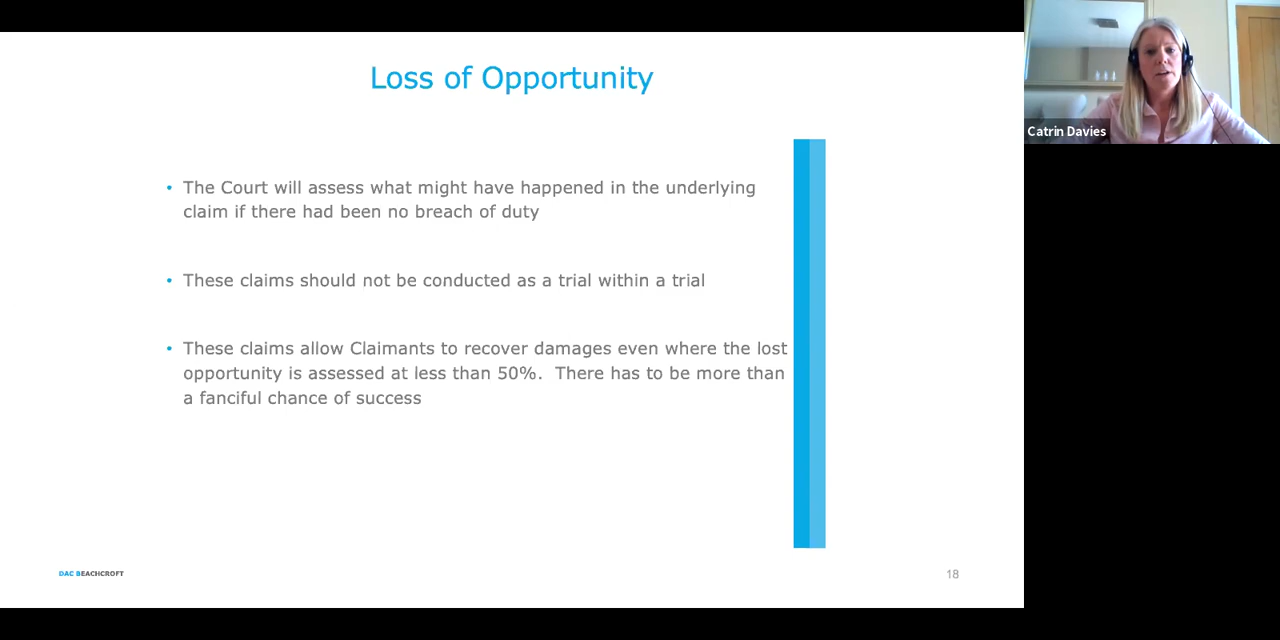 Loss of Opportunity
• The Court will assess what might have happened in the underlying
claim if there had been no breach of duty
• These claims should not be conducted as a trial within a trial
• These claims allow Claimants to recover damages even where the lost
opportunity is assessed at less than 50%.  There has to be more than
a fanciful chance of success
DAC BEACHCROFT
18
Catrin Davies